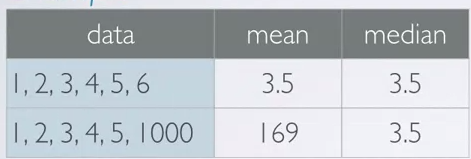 data mean median
1, 2, 3, 4, 5, 6 3.5 3.5
1, 2, 3, 4, 5, 1000 169 3.5